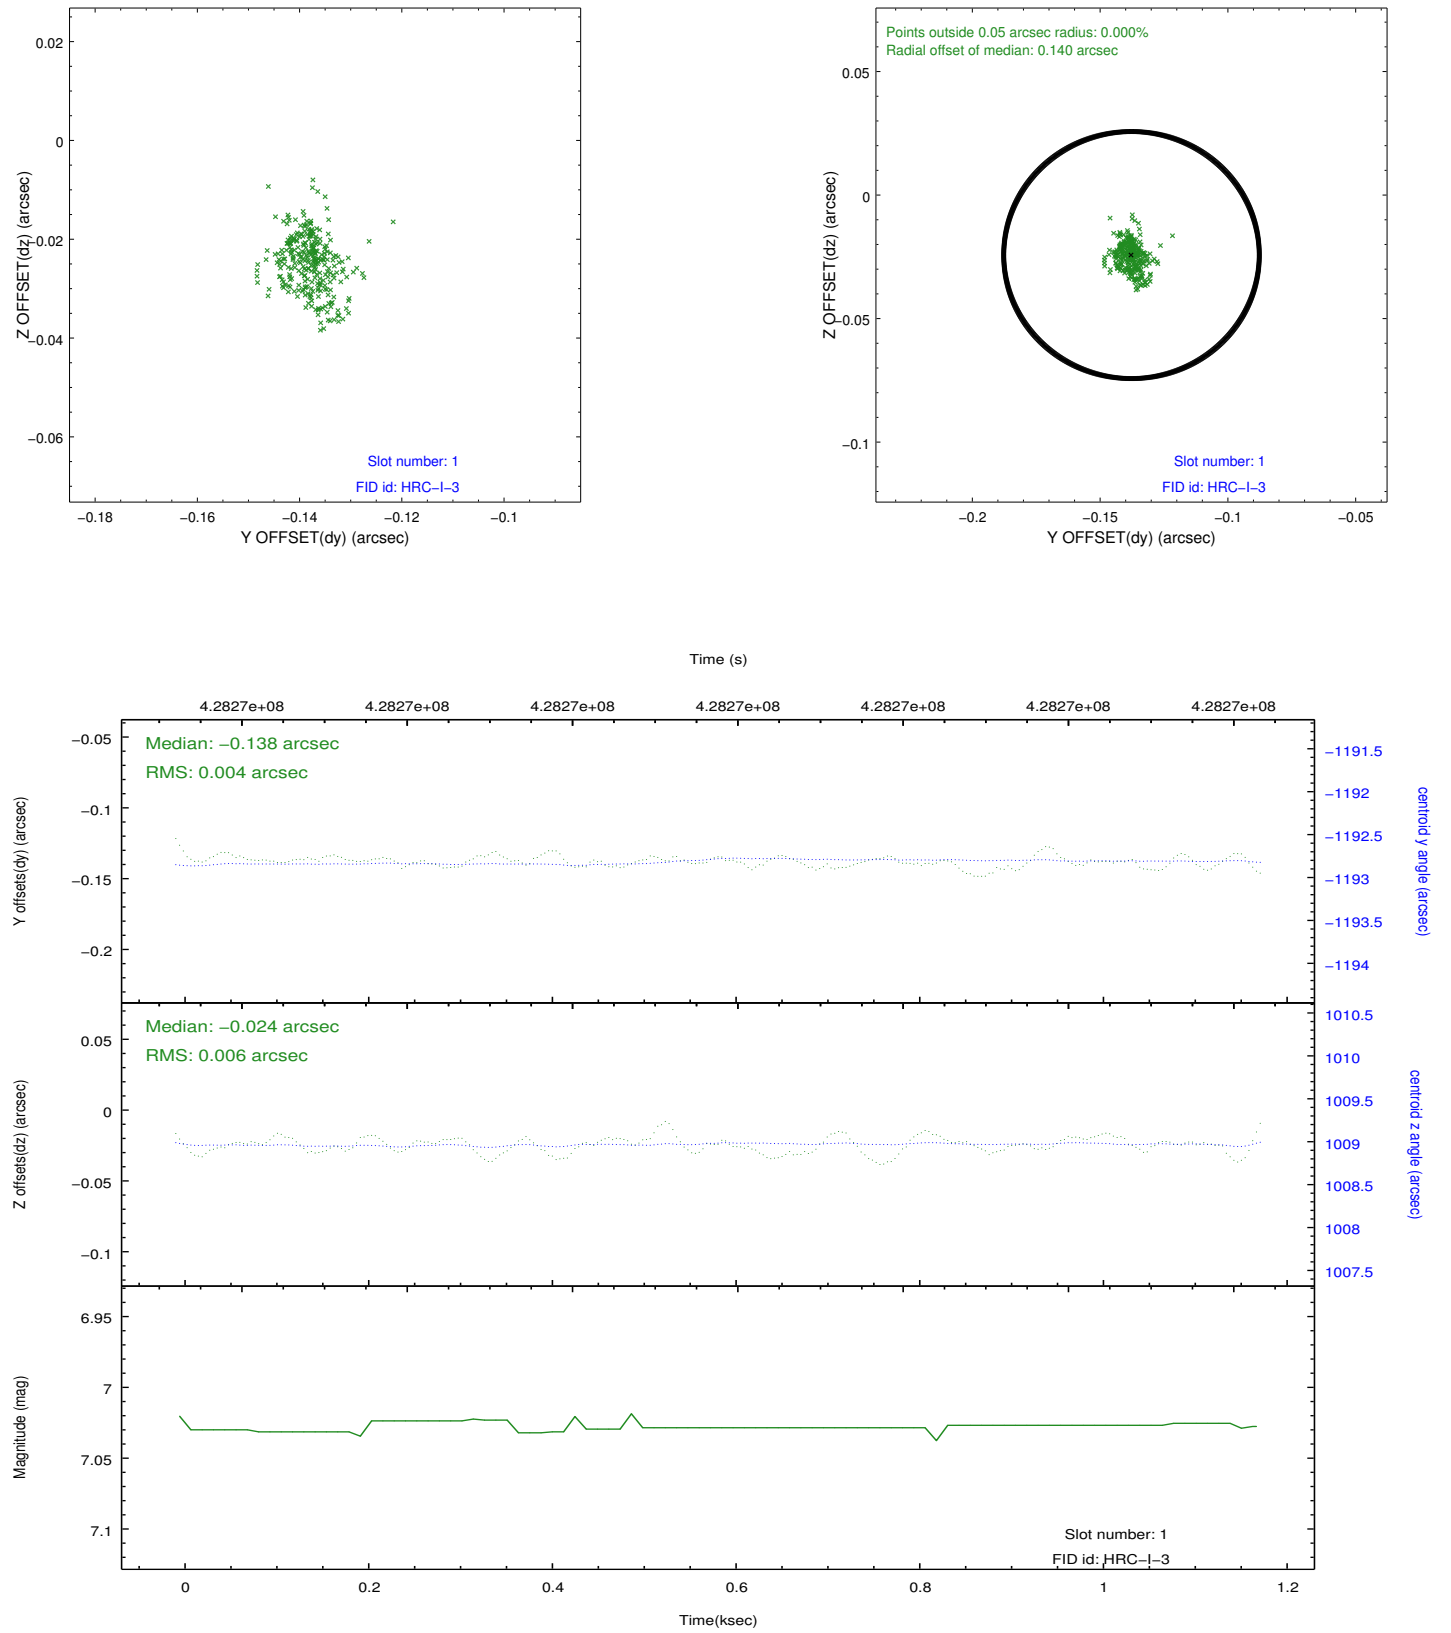 0.02
0
−0.02
−0.04
−0.06
Z OFFSET(dz) (arcsec)
Slot number: 1
FID id: HRC−I−3
−0.18
−0.16
−0.14
−0.12
−0.1
Y OFFSET(dy) (arcsec)
Points outside 0.05 arcsec radius: 0.000%
Radial offset of median: 0.140 arcsec
0.05
0
−0.05
−0.1
Z OFFSET(dz) (arcsec)
Slot number: 1
FID id: HRC−I−3
−0.2
−0.15
−0.1
−0.05
Y OFFSET(dy) (arcsec)
Time (s)
4.2827e+08 4.2827e+08 4.2827e+08 4.2827e+08 4.2827e+08 4.2827e+08 4.2827e+08
Median: −0.138 arcsec
RMS: 0.004 arcsec
−0.05
−0.1
−0.15
−0.2
Y offsets(dy) (arcsec)
−1191.5
−1192
−1192.5
−1193
−1193.5
−1194
centroid y angle (arcsec)
Median: −0.024 arcsec
RMS: 0.006 arcsec
0.05
0
−0.05
−0.1
Z offsets(dz) (arcsec)
1010.5
1010
1009.5
1009
1008.5
1008
1007.5
centroid z angle (arcsec)
6.95
7
7.05
7.1
Magnitude (mag)
Slot number: 1
FID id: HRC−I−3
0 0.2 0.4 0.6 0.8 1 1.2
Time(ksec)